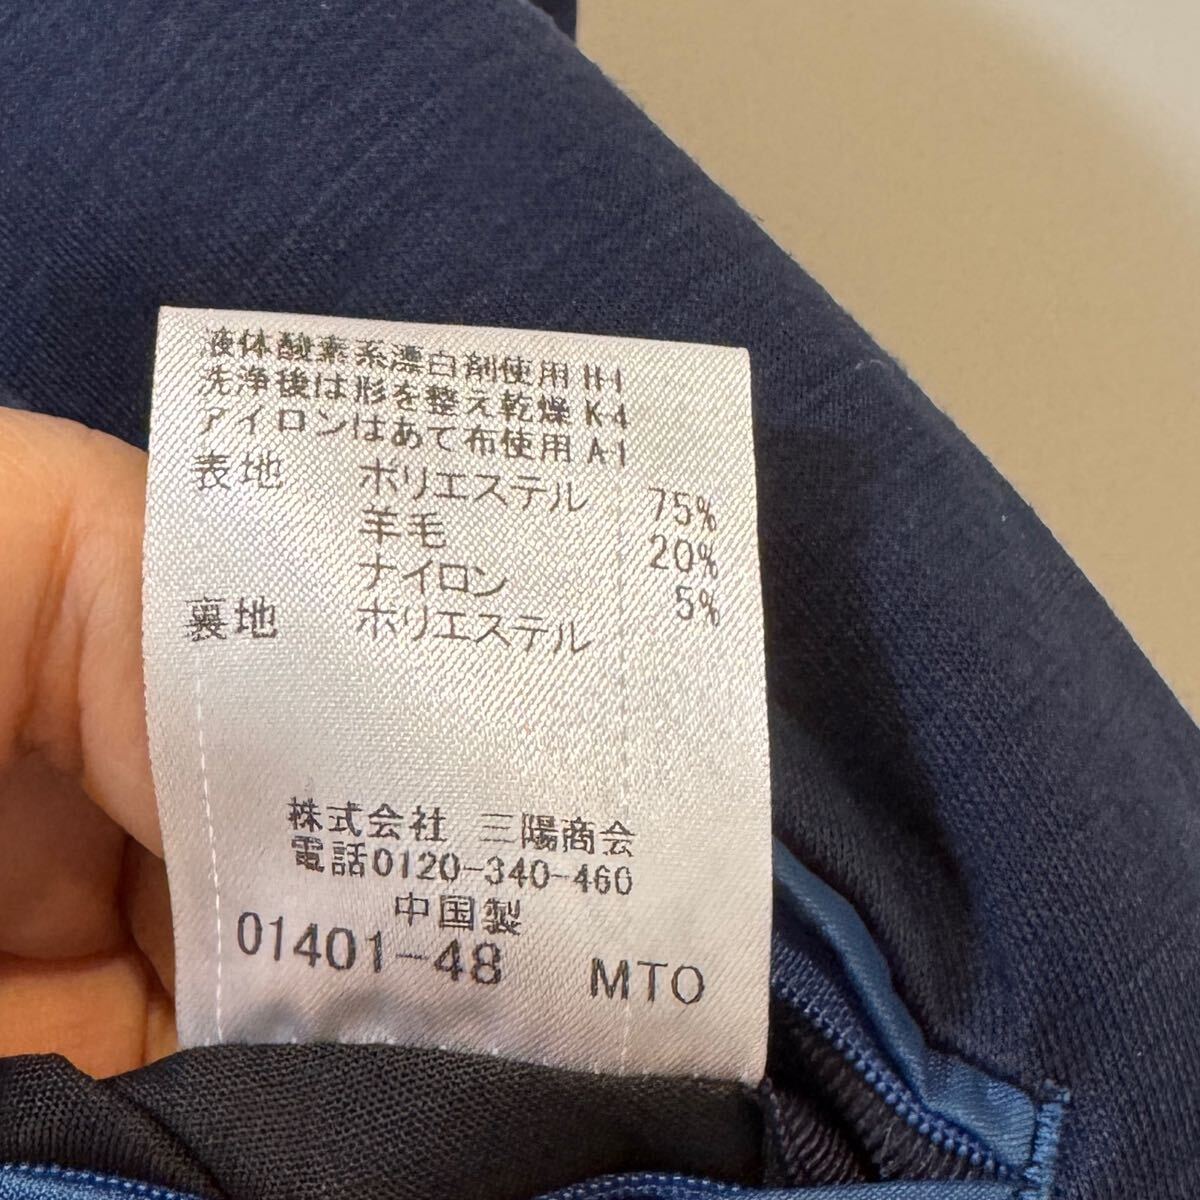 液体酸素系漂白剤使用 H-1
洗浄後は形を整え乾燥 K-4
アイロンはあて布使用 A-1
表地 ポリエステル 75%
羊毛 20%
ナイロン 5%
裏地 ポリエステル
株式会社 三陽商会
電話0120-340-460
中国製
01401-48 MTO